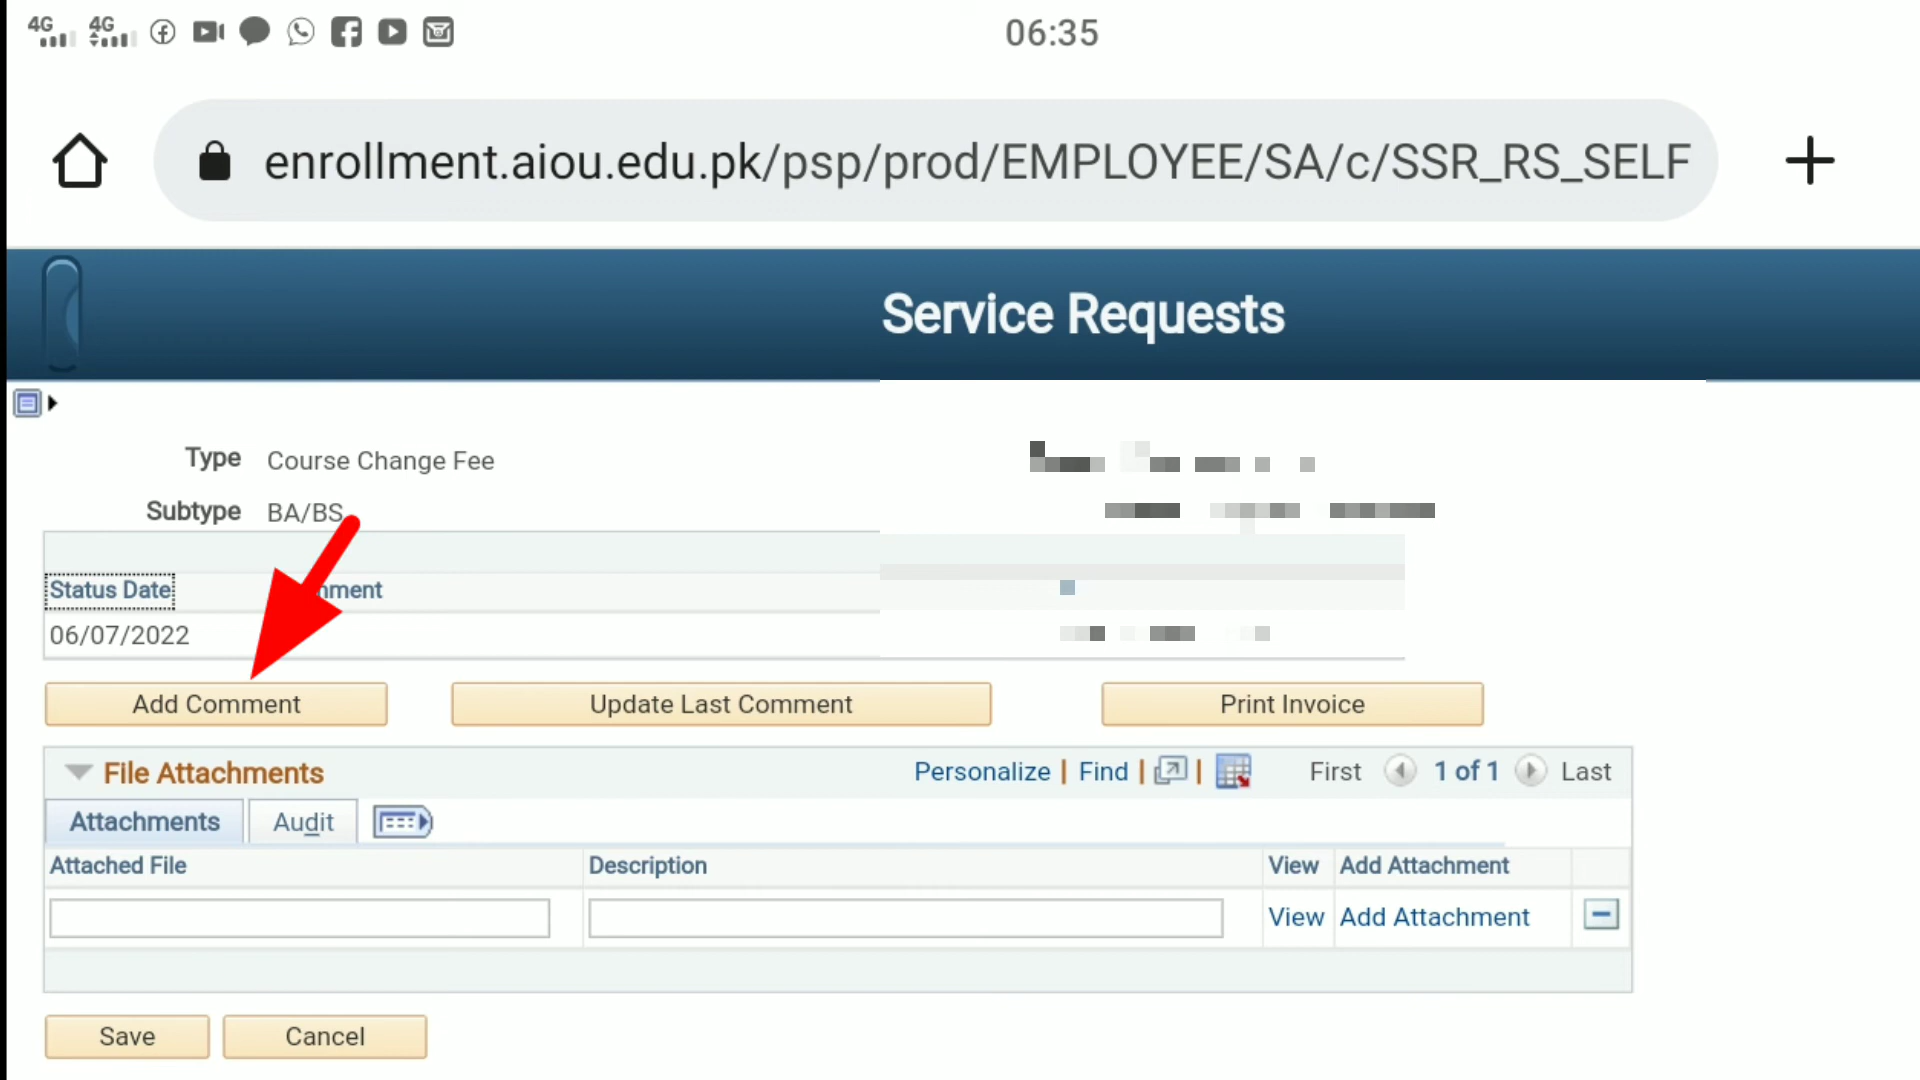 4G 4G 06:35
enrollment.aiou.edu.pk/psp/prod/EMPLOYEE/SA/c/SSR_RS_SELF
Service Requests
Type Course Change Fee
Subtype BA/BS
Status Date
06/07/2022
Add Comment Update Last Comment Print Invoice
File Attachments Personalize | Find | | First 1 of 1 Last
Attachments Audit
Attached File Description View Add Attachment
View Add Attachment
Save Cancel